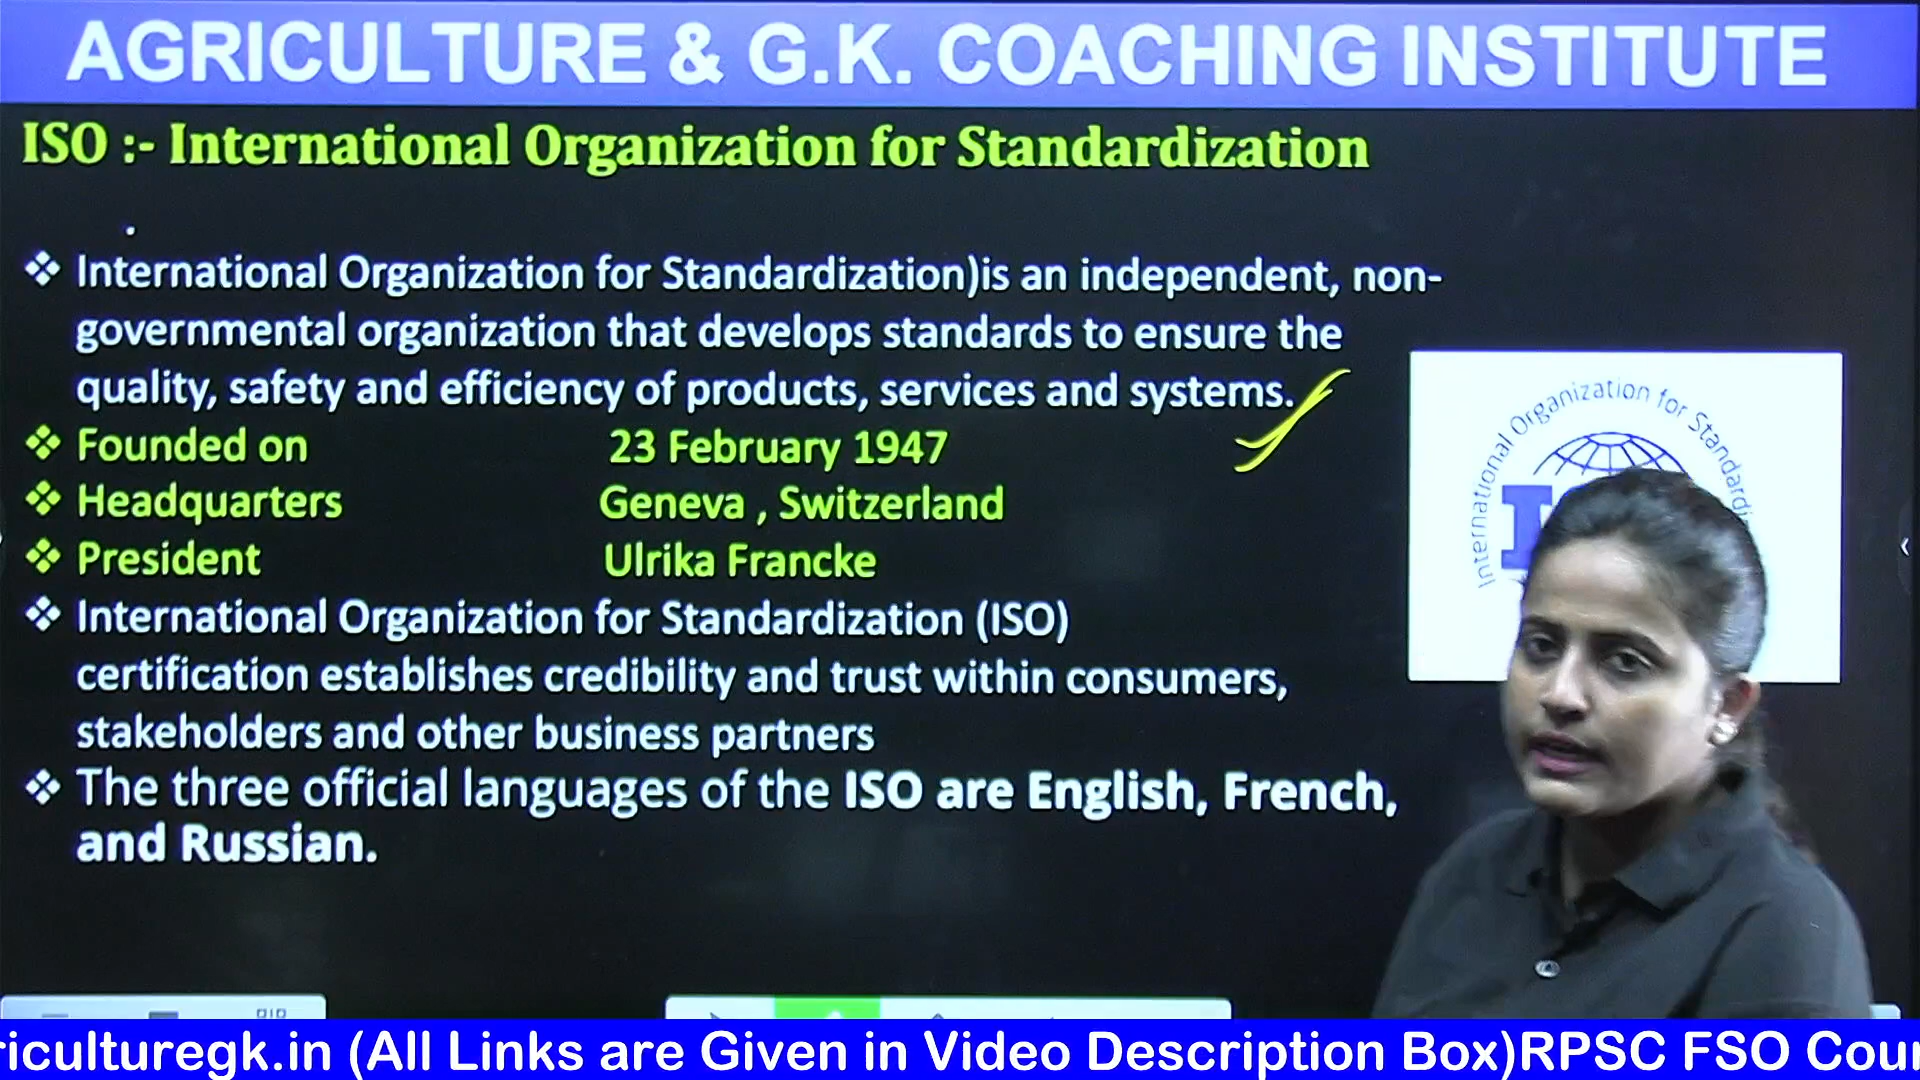 AGRICULTURE & G.K. COACHING INSTITUTE
ISO :- International Organization for Standardization
.
❖ International Organization for Standardization)is an independent, non-
governmental organization that develops standards to ensure the
quality, safety and efficiency of products, services and systems.
❖ Founded on 23 February 1947
❖ Headquarters Geneva , Switzerland
❖ President Ulrika Francke
❖ International Organization for Standardization (ISO)
certification establishes credibility and trust within consumers,
stakeholders and other business partners
❖ The three official languages of the ISO are English, French,
and Russian.
International Organization for Standardi
riculturegk.in (All Links are Given in Video Description Box)RPSC FSO Cour